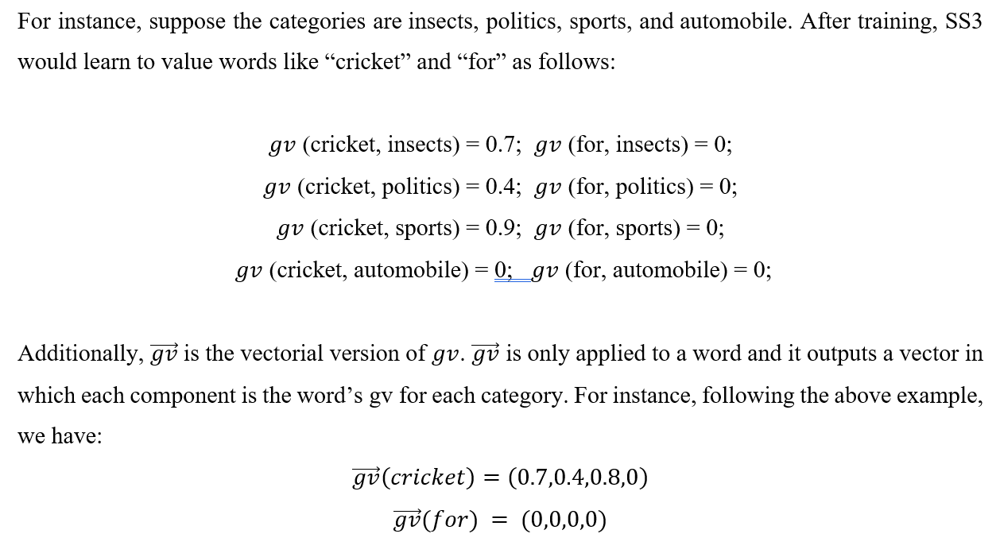 For instance, suppose the categories are insects, politics, sports, and automobile. After training, SS3
would learn to value words like “cricket” and “for” as follows:
𝑔𝑣 (cricket, insects) = 0.7; 𝑔𝑣 (for, insects) = 0;
𝑔𝑣 (cricket, politics) = 0.4; 𝑔𝑣 (for, politics) = 0;
𝑔𝑣 (cricket, sports) = 0.9; 𝑔𝑣 (for, sports) = 0;
𝑔𝑣 (cricket, automobile) = 0; 𝑔𝑣 (for, automobile) = 0;
Additionally, 𝑔𝑣⃗ is the vectorial version of 𝑔𝑣. 𝑔𝑣⃗ is only applied to a word and it outputs a vector in
which each component is the word’s gv for each category. For instance, following the above example,
we have:
𝑔𝑣⃗(𝑐𝑟𝑖𝑐𝑘𝑒𝑡) = (0.7,0.4,0.8,0)
𝑔𝑣⃗(𝑓𝑜𝑟) = (0,0,0,0)